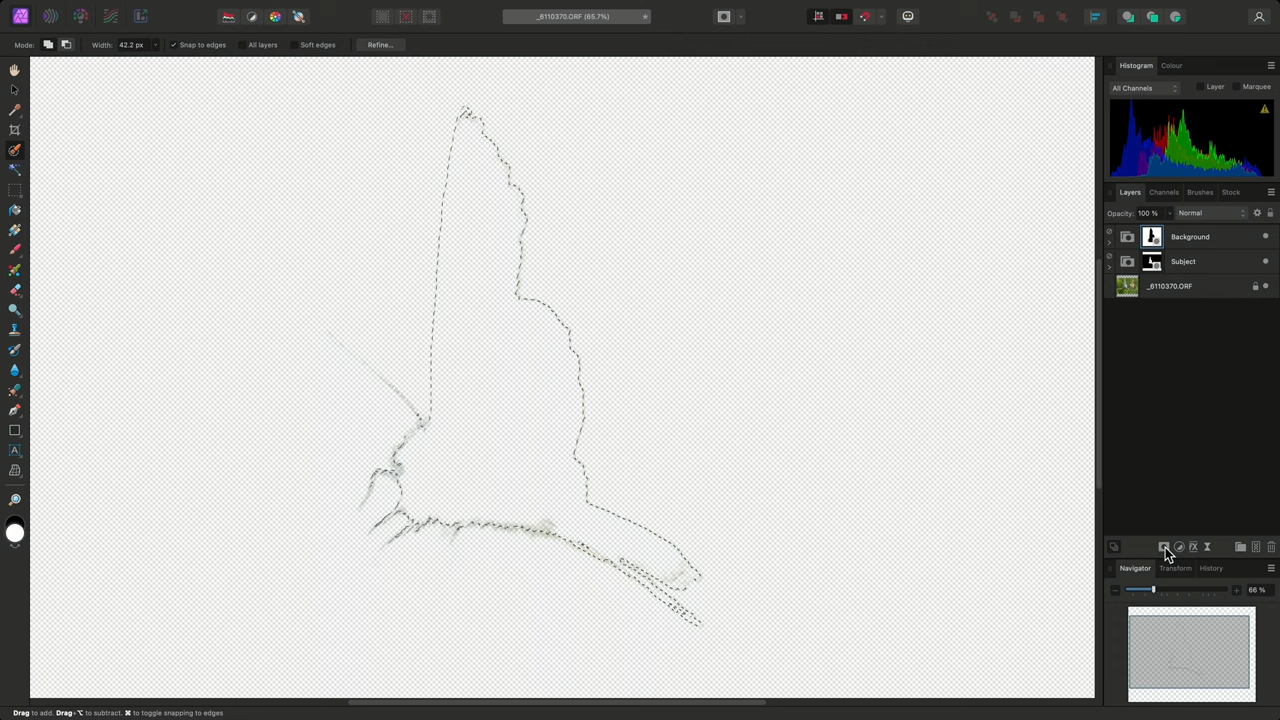 _6110370.ORF (65.7%)
Mode: Width: 42.2 px Snap to edges All layers Soft edges Refine...
Histogram Colour
All Channels Layer Marquee
Layers Channels Brushes Stock
Opacity: 100 % Normal
Background
Subject
_6110370.ORF
FX
Navigator Transform History
66 %
Drag to add. Drag+⌥ to subtract. ⌘ to toggle snapping to edges